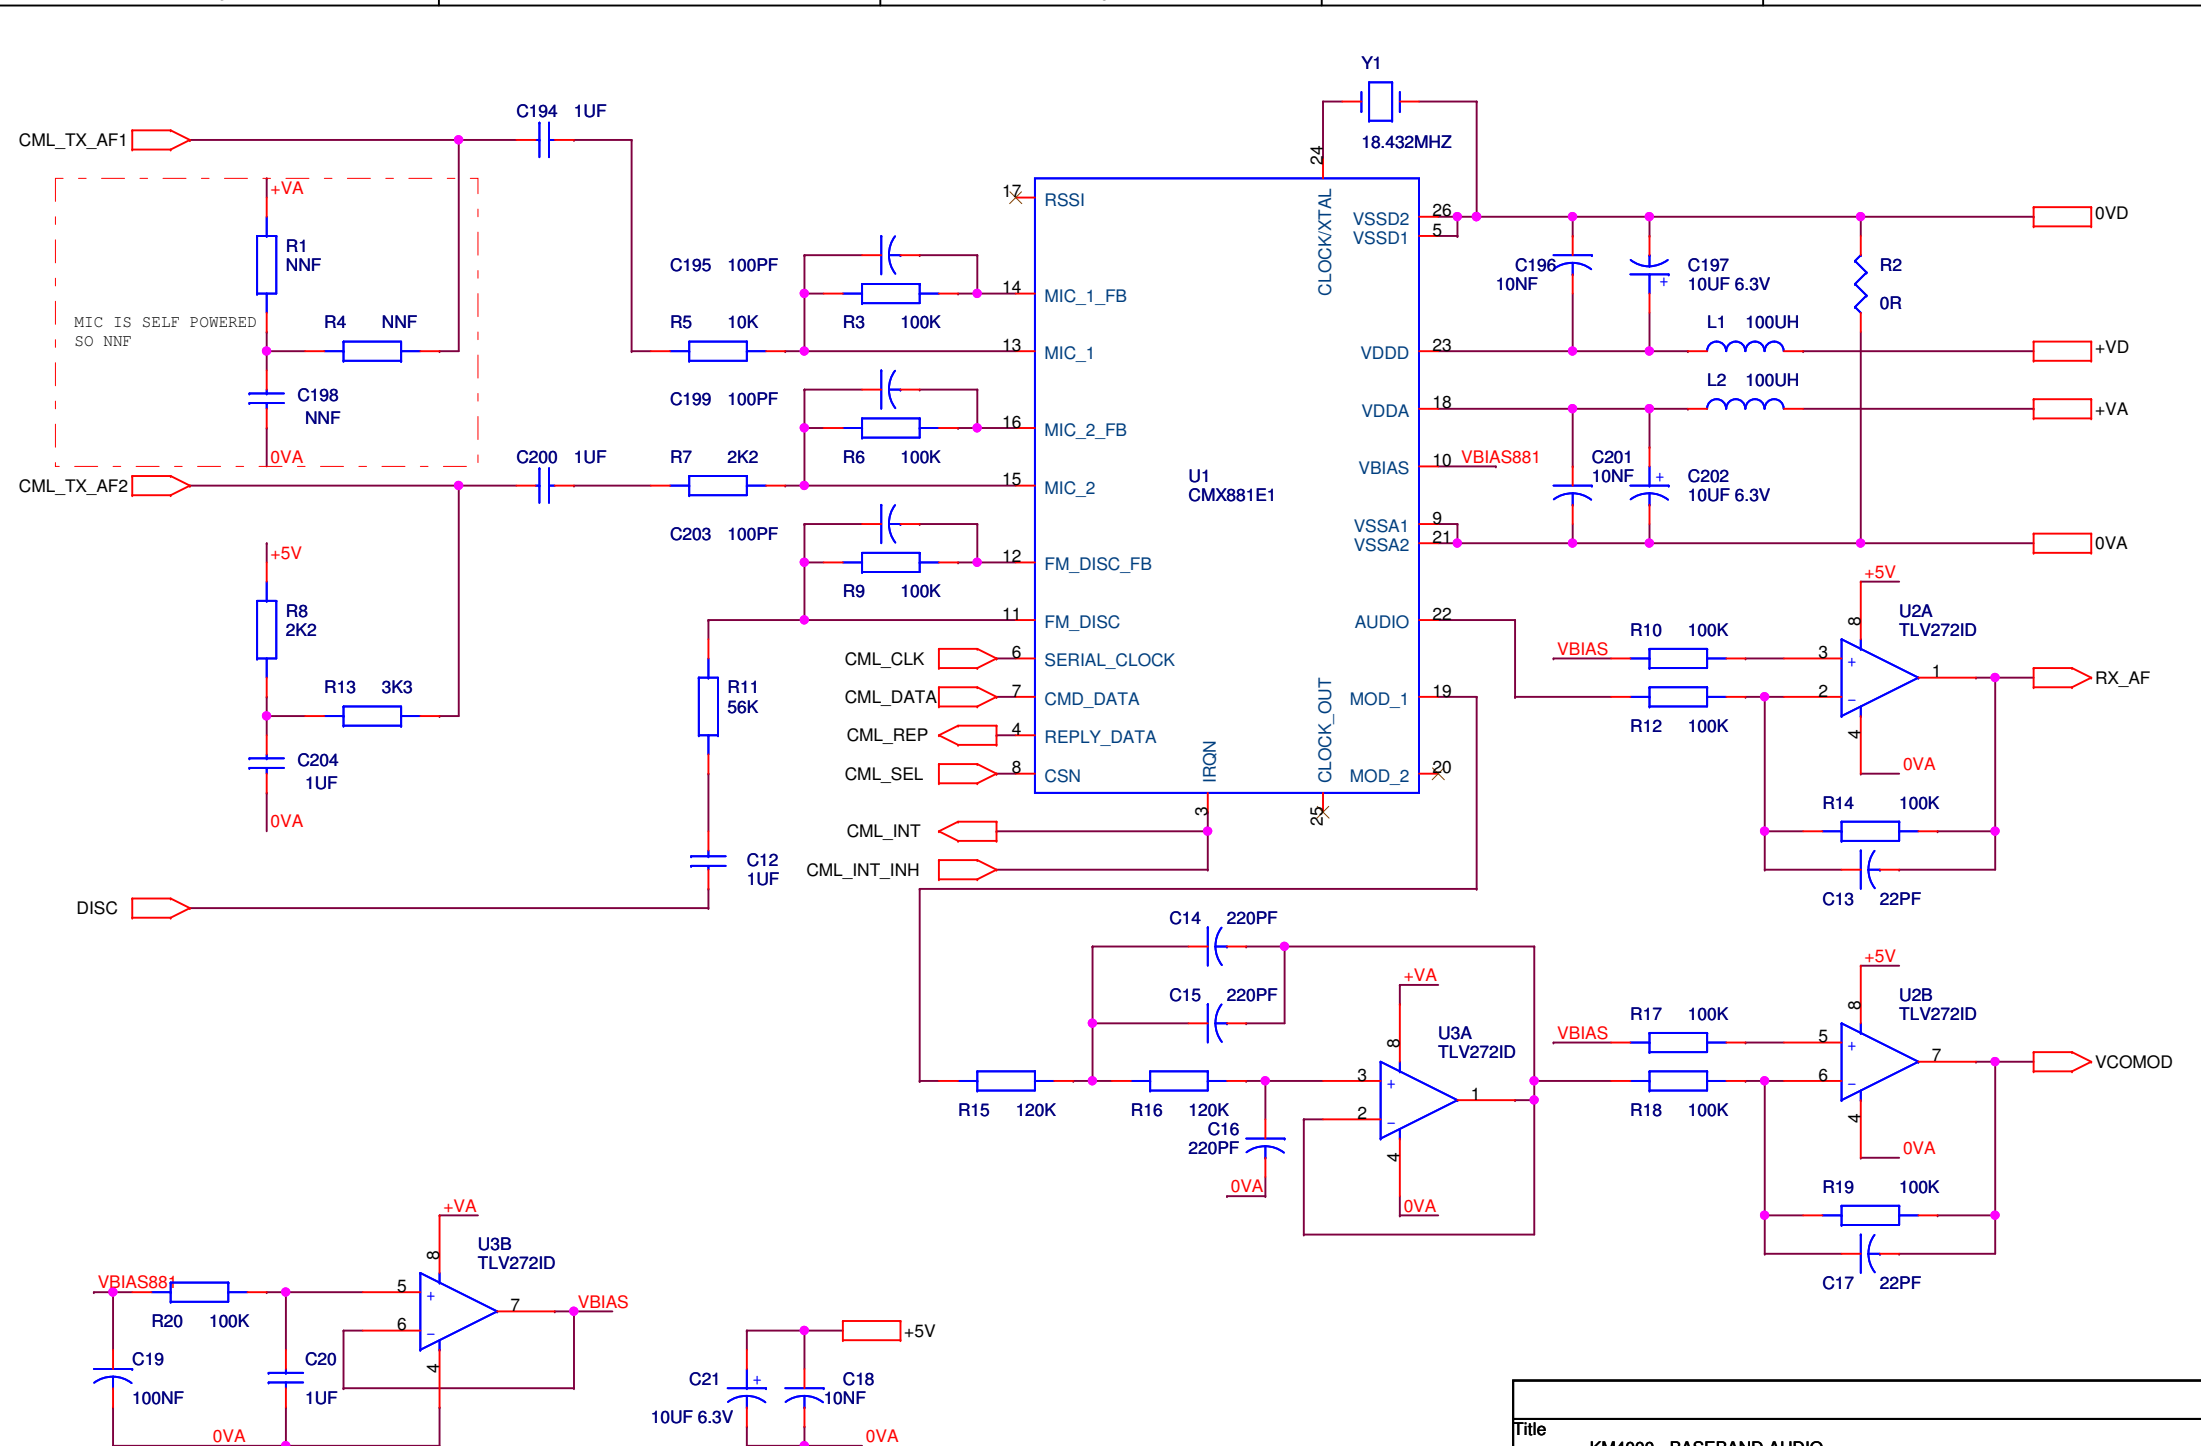 Y1
18.432MHZ
CML_TX_AF1
C194 1UF
24
+VA
R1
NNF
MIC IS SELF POWERED
SO NNF
R4 NNF
C198
NNF
0VA
CML_TX_AF2
C200 1UF
R7 2K2
C195 100PF
R5 10K
R3 100K
C199 100PF
R6 100K
C203 100PF
R9 100K
+5V
R8
2K2
R13 3K3
C204
1UF
0VA
R11
56K
C12
1UF
DISC
17 RSSI
14 MIC_1_FB
13 MIC_1
16 MIC_2_FB
15 MIC_2
12 FM_DISC_FB
11 FM_DISC
CML_CLK 6 SERIAL_CLOCK
CML_DATA 7 CMD_DATA
CML_REP 4 REPLY_DATA
CML_SEL 8 CSN
CML_INT
CML_INT_INH
3
IRQN
25
CLOCK_OUT
CLOCK/XTAL
U1
CMX881E1
VSSD2 26
VSSD1 5
VDDD 23
VDDA 18
VBIAS 10 VBIAS881
VSSA1 9
VSSA2 21
AUDIO 22
MOD_1 19
MOD_2 20
0VD
C196
10NF
C197
10UF 6.3V
+
R2
0R
L1 100UH
+VD
L2 100UH
+VA
C201
10NF
C202
10UF 6.3V
+
0VA
+5V
U2A
TLV272ID
VBIAS
R10 100K
R12 100K
3
2
8
4
1
+
−
RX_AF
0VA
R14 100K
C13 22PF
C14 220PF
C15 220PF
+VA
U3A
TLV272ID
R15 120K
R16 120K
C16
220PF
0VA
3
2
8
4
1
+
−
0VA
+5V
U2B
TLV272ID
VBIAS
R17 100K
R18 100K
5
6
8
4
7
+
−
VCOMOD
0VA
R19 100K
C17 22PF
+VA
U3B
TLV272ID
VBIAS881
R20 100K
5
6
8
4
7
+
−
VBIAS
C19
100NF
C20
1UF
0VA
+5V
C21
10UF 6.3V
+
C18
10NF
0VA
Title